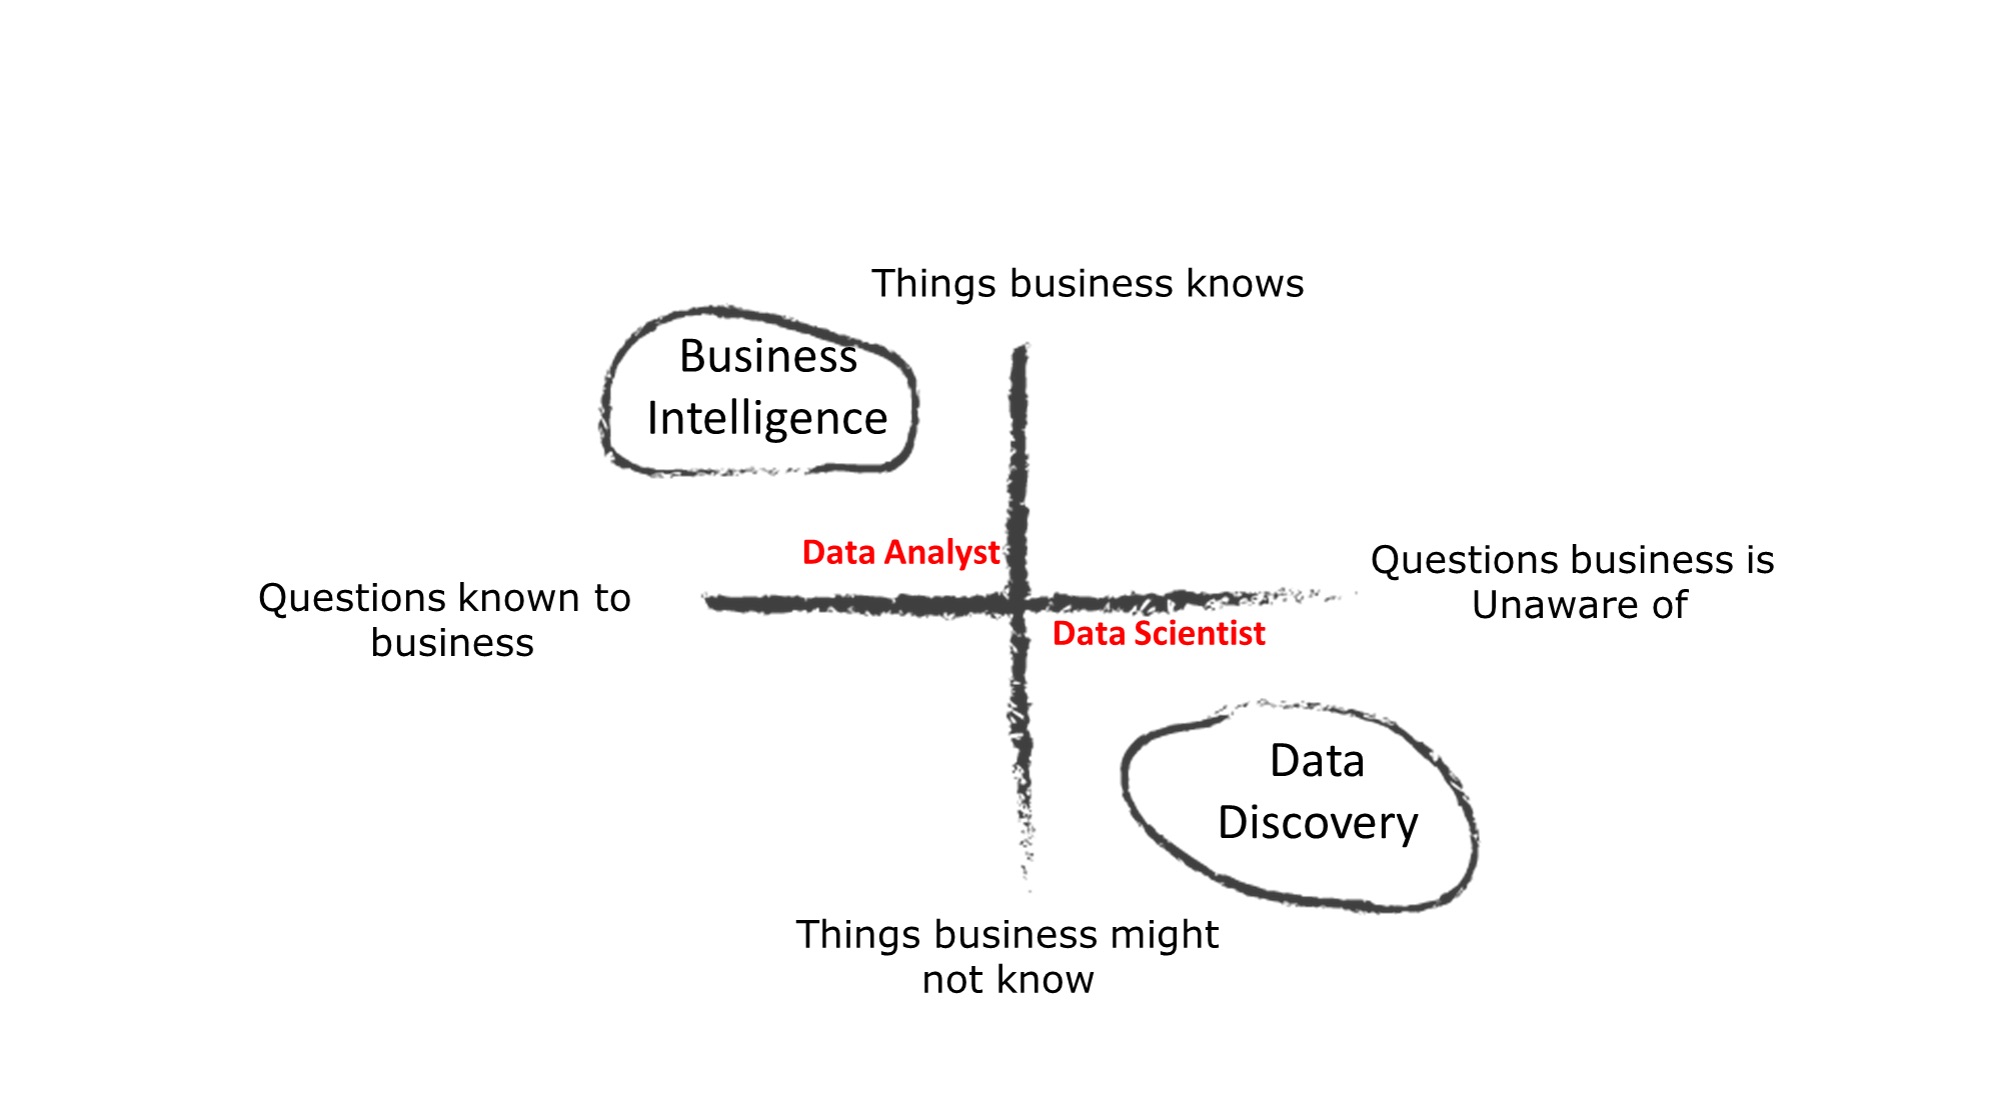 Things business knows
Business
Intelligence
Data Analyst
Questions known to
business
Questions business is
Unaware of
Data Scientist
Data
Discovery
Things business might
not know